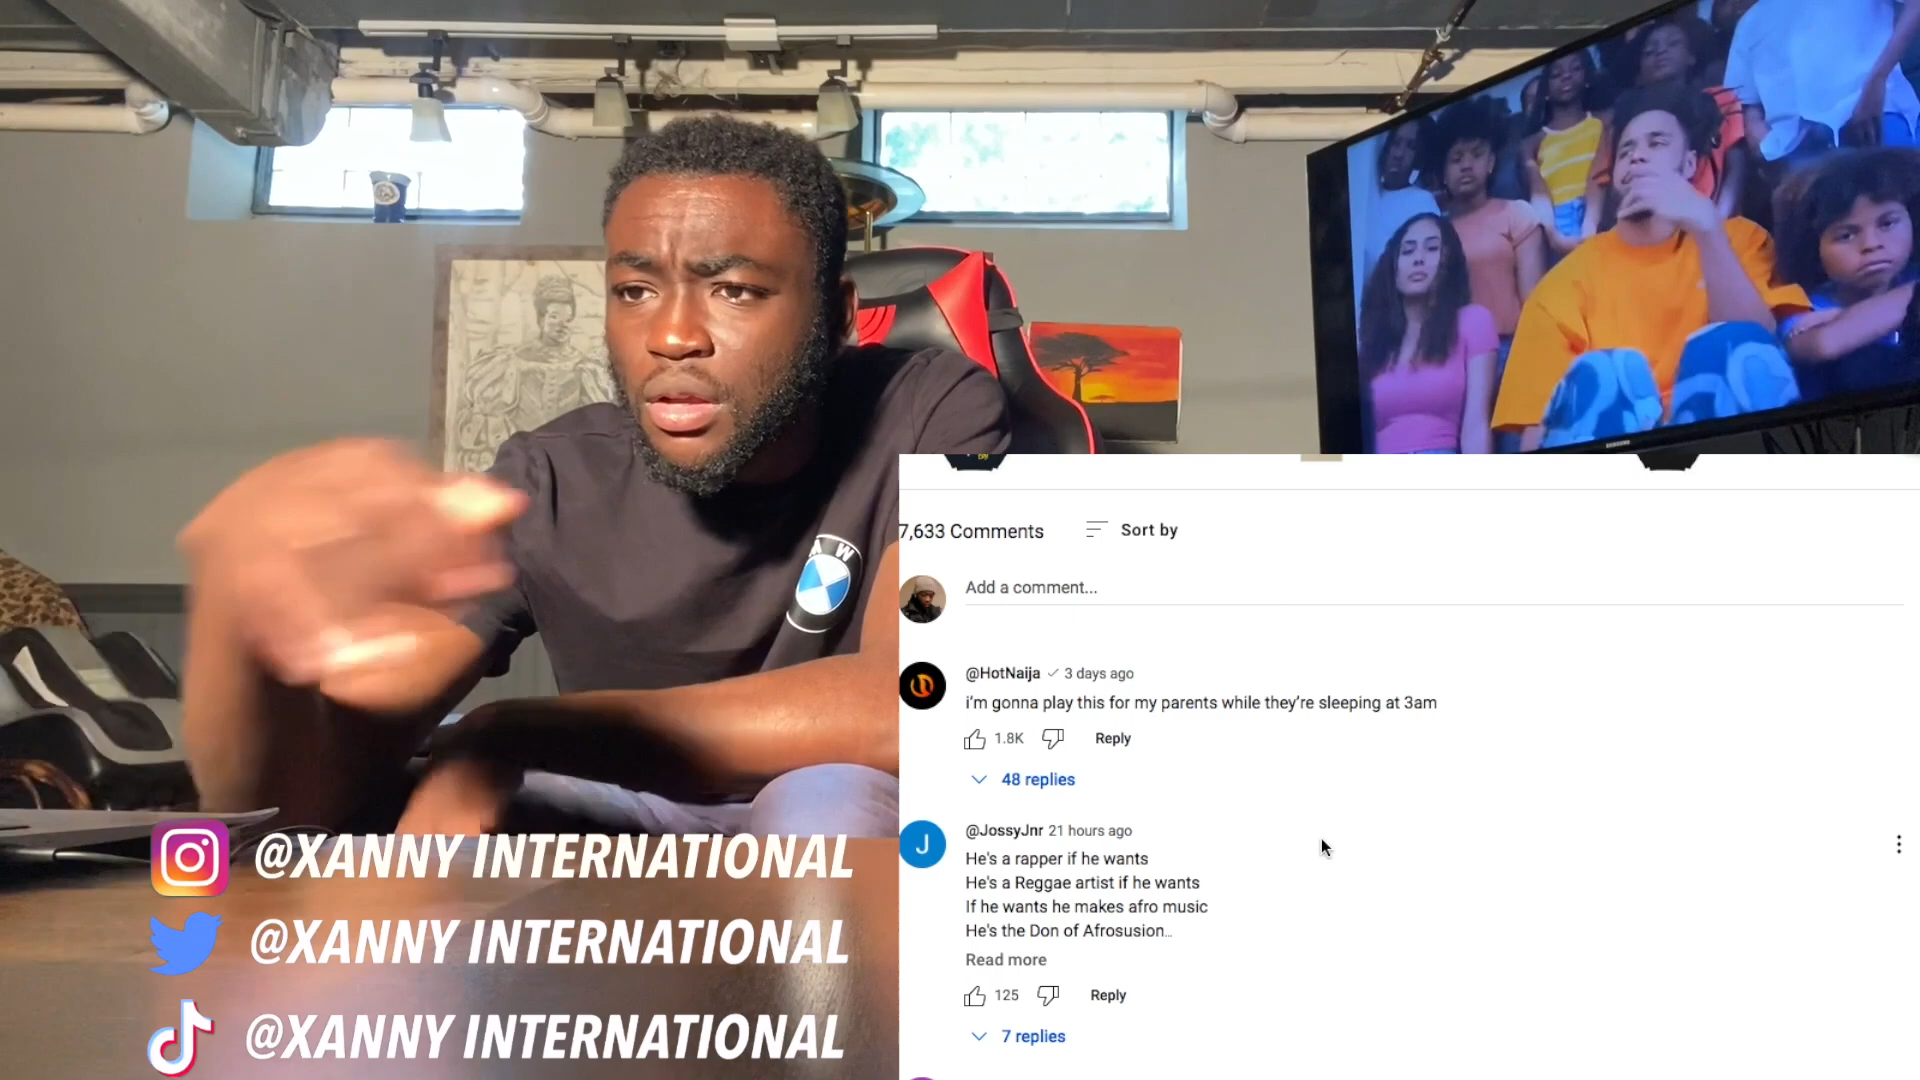 SAMSUNG
7,633 Comments
Sort by
Add a comment...
@HotNaija 3 days ago
i'm gonna play this for my parents while they're sleeping at 3am
1.8K
Reply
48 replies
J
@JossyJnr 21 hours ago
He's a rapper if he wants
He's a Reggae artist if he wants
If he wants he makes afro music
He's the Don of Afrosusion...
Read more
125
Reply
7 replies
@XANNY INTERNATIONAL
@XANNY INTERNATIONAL
@XANNY INTERNATIONAL